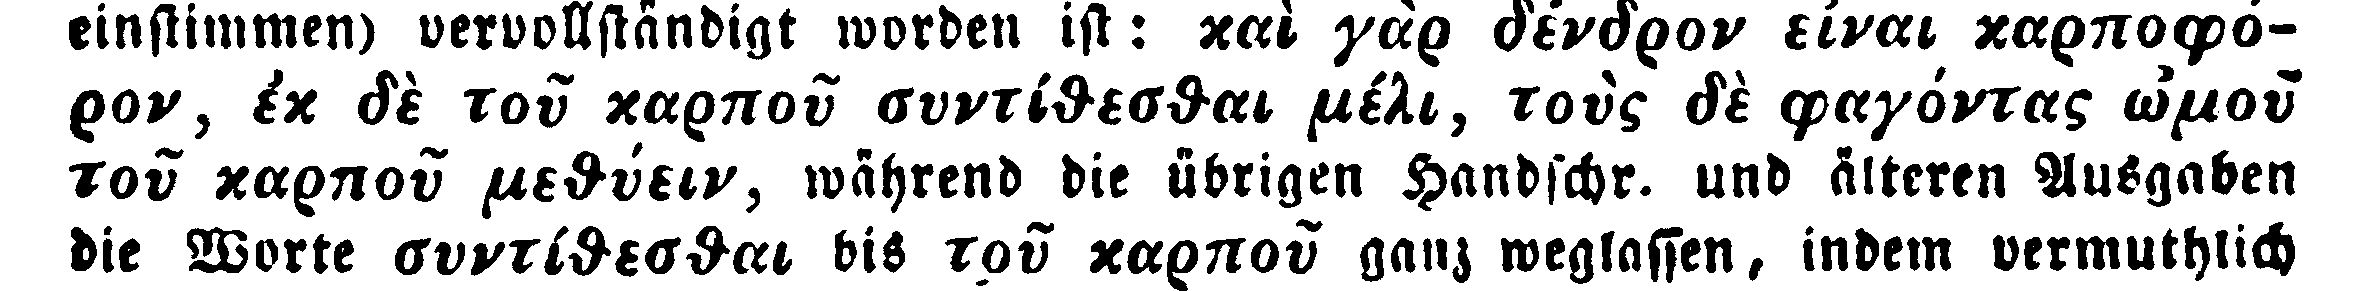 einstimmen) vervollständigt worden ist: καὶ γὰρ δένδρον εἶναι καρποφό-
ρον, ἐκ δὲ τοῦ καρποῦ συντίθεσθαι μέλι, τοὺς δὲ φαγόντας ὠμοῦ
τοῦ καρποῦ μεθύειν, während die übrigen Handschr. und älteren Ausgaben
die Worte συντίθεσθαι bis τοῦ καρποῦ ganz weglassen, indem vermuthlich